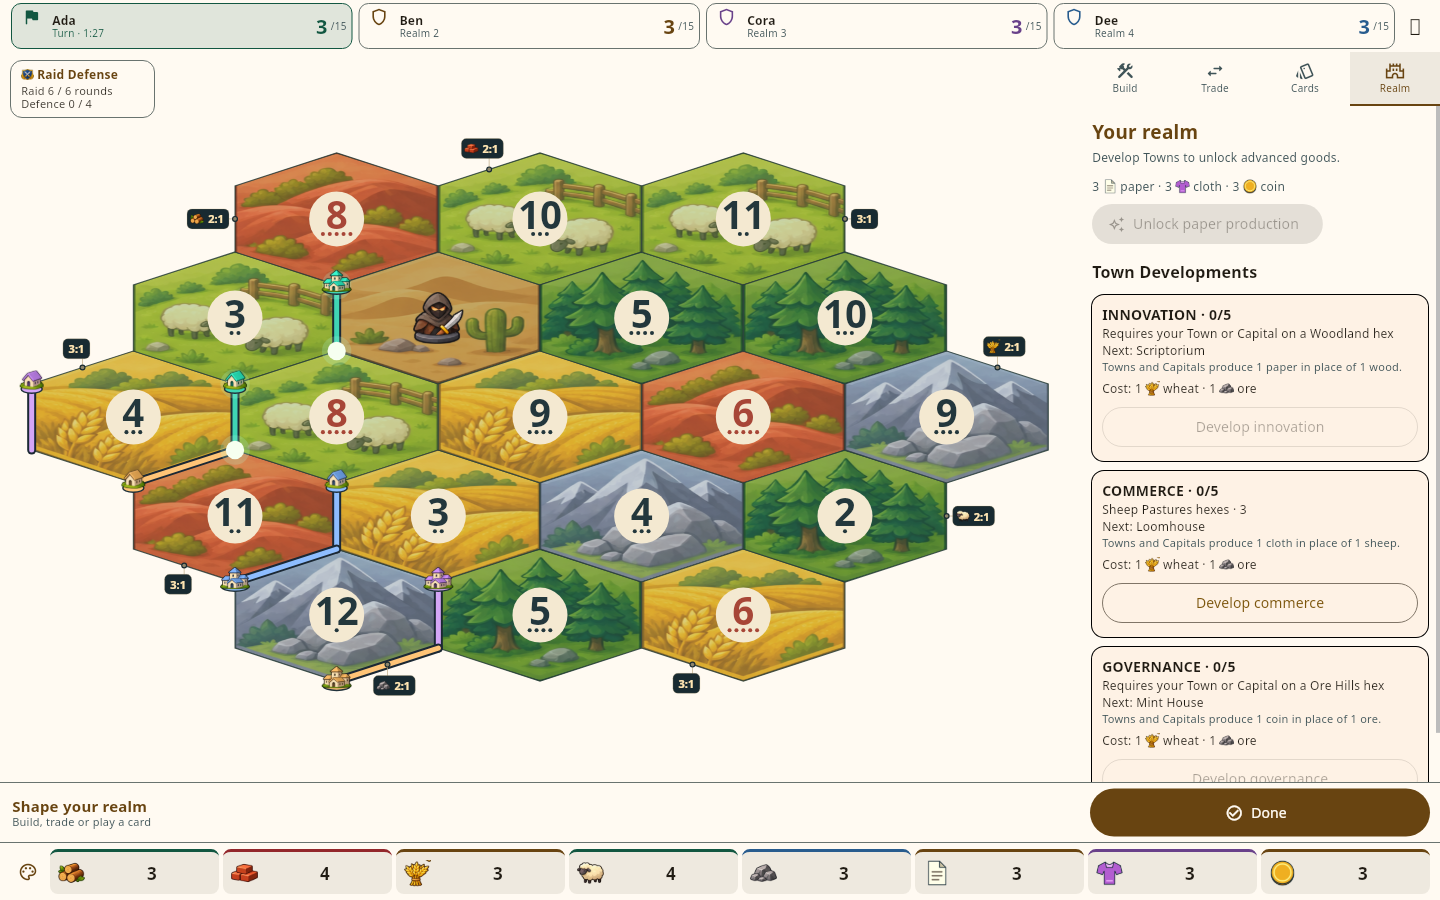 Ada
Turn · 1:27
3 /15
Ben
Realm 2
3 /15
Cora
Realm 3
3 /15
Dee
Realm 4
3 /15
Raid Defense
Raid 6 / 6 rounds
Defence 0 / 4
Build
Trade
Cards
Realm
2:1
2:1
8
10
11
3:1
3
5
10
3:1
2:1
4
8
9
6
9
11
3
4
2
2:1
3:1
12
5
6
2:1
3:1
Your realm
Develop Towns to unlock advanced goods.
3 paper · 3 cloth · 3 coin
Unlock paper production
Town Developments
INNOVATION · 0/5
Requires your Town or Capital on a Woodland hex
Next: Scriptorium
Towns and Capitals produce 1 paper in place of 1 wood.
Cost: 1 wheat · 1 ore
Develop innovation
COMMERCE · 0/5
Sheep Pastures hexes · 3
Next: Loomhouse
Towns and Capitals produce 1 cloth in place of 1 sheep.
Cost: 1 wheat · 1 ore
Develop commerce
GOVERNANCE · 0/5
Requires your Town or Capital on a Ore Hills hex
Next: Mint House
Towns and Capitals produce 1 coin in place of 1 ore.
Cost: 1 wheat · 1 ore
Develop governance
Shape your realm
Build, trade or play a card
Done
3
4
3
4
3
3
3
3